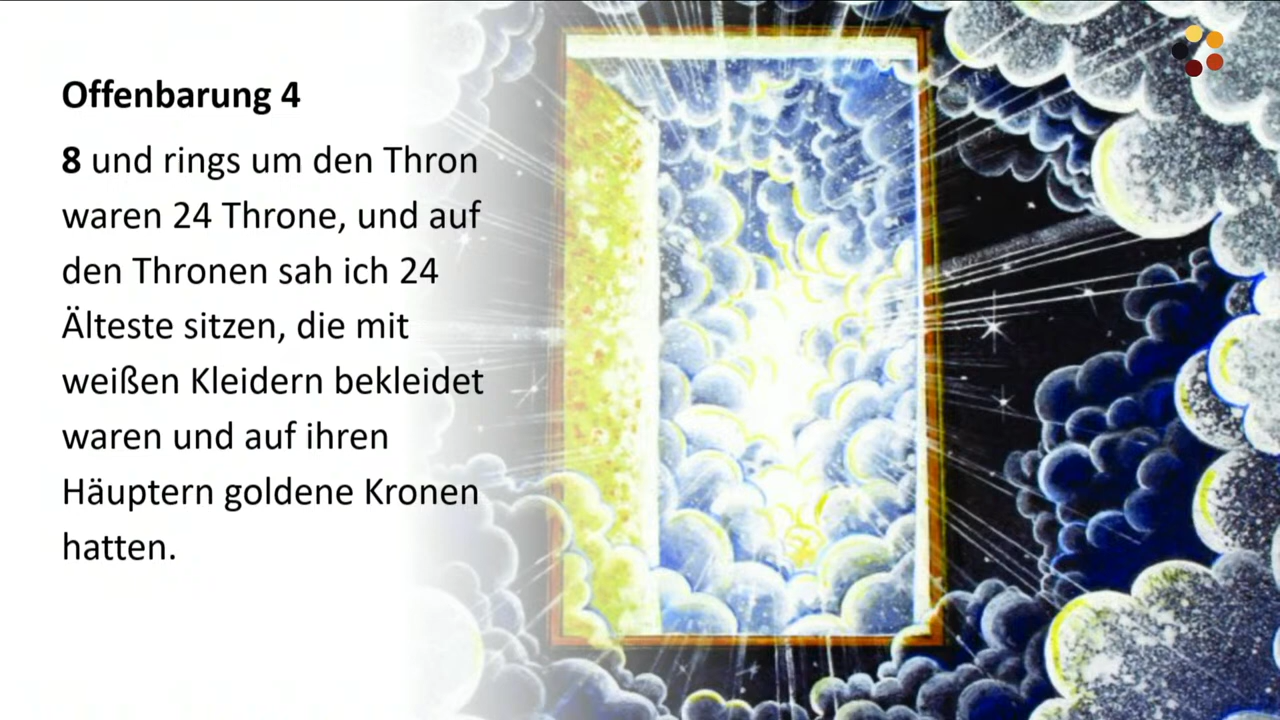 Offenbarung 4
8 und rings um den Thron
waren 24 Throne, und auf
den Thronen sah ich 24
Älteste sitzen, die mit
weißen Kleidern bekleidet
waren und auf ihren
Häuptern goldene Kronen
hatten.